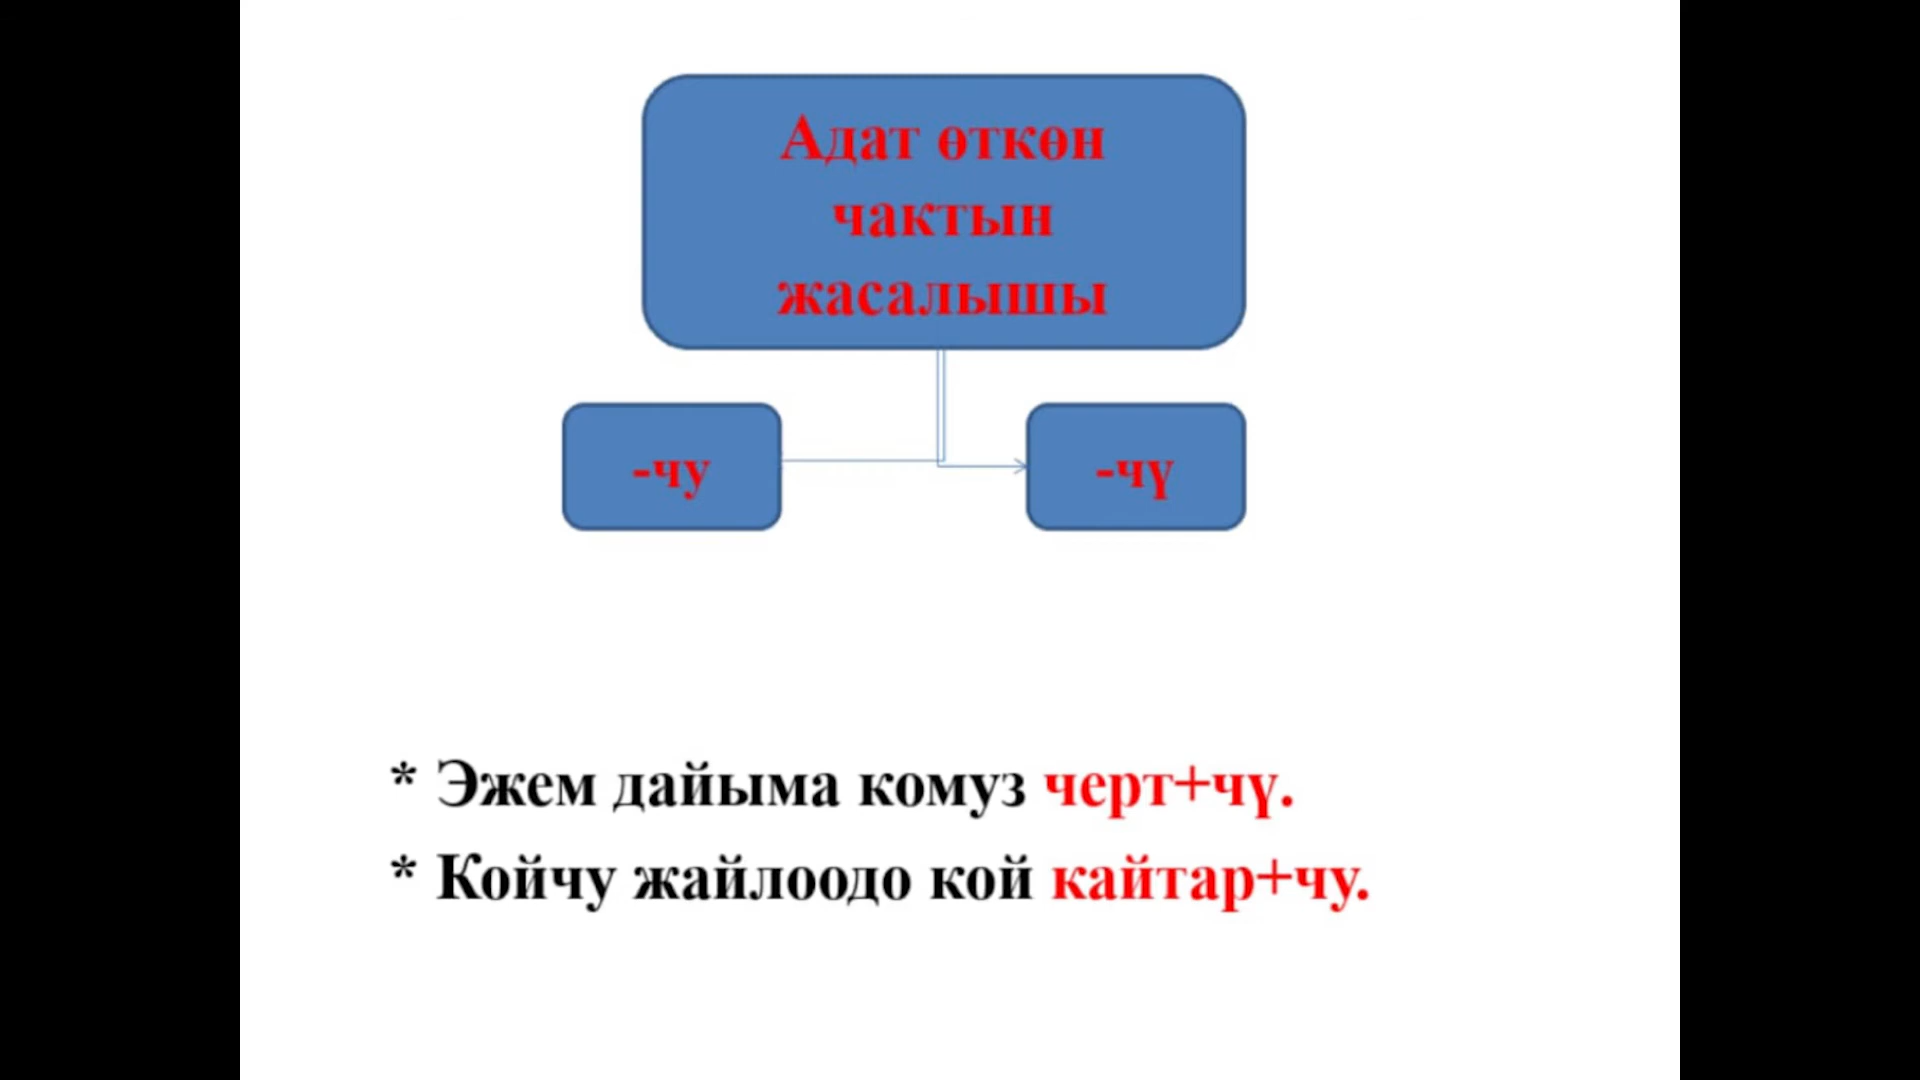 Адат өткөн
чактын
жасалышы
-чу
-чү
* Эжем дайыма комуз черт+чү.
* Койчу жайлоодо кой кайтар+чу.